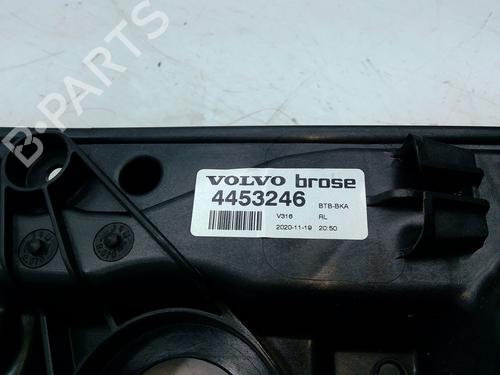 B-PARTS
VOLVO brose
4453246 BTB-BKA
V316 RL
2020-11-19 20:50